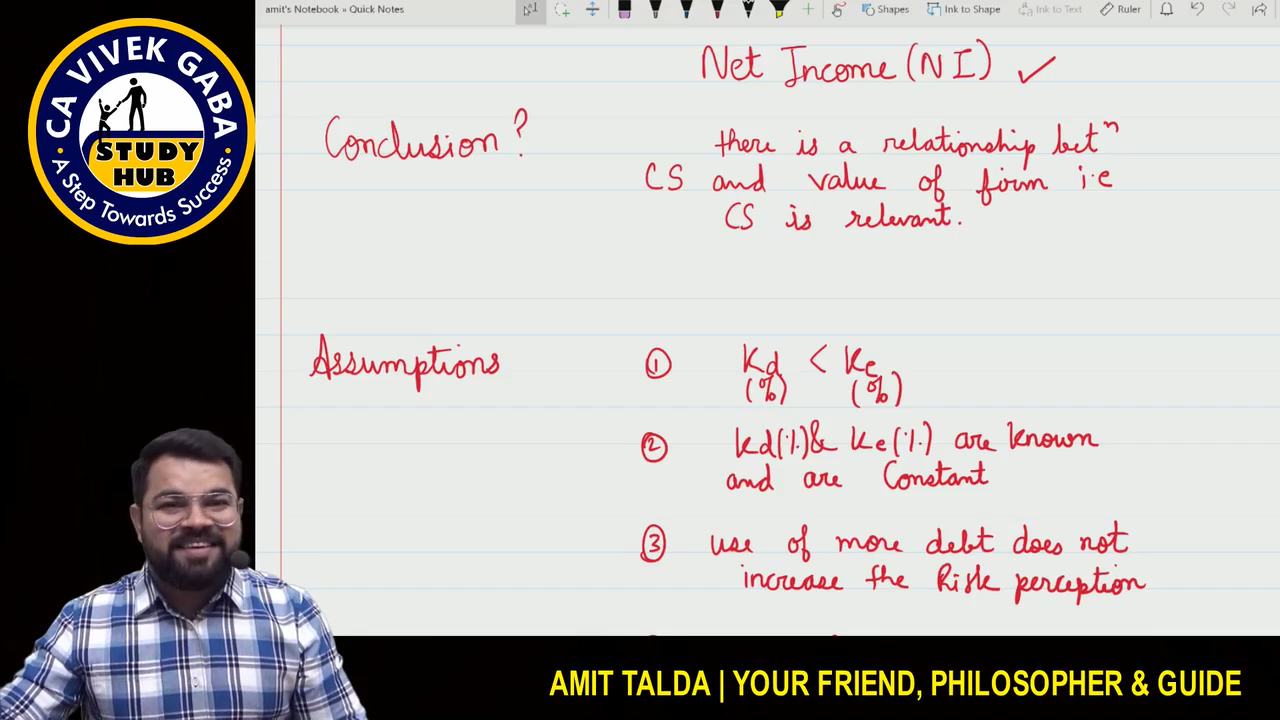 amit's Notebook » Quick Notes
Shapes
Ink to Shape
Ink to Text
Ruler
CA VIVEK GABA
STUDY
HUB
A Step Towards Success
Net Income (NI) ✓
Conclusion?
there is a relationship betⁿ
CS and value of firm i.e
CS is relevant.
Assumptions
① Kd < Ke
(%) (%)
② Kd(%) & Ke(%) are known
and are Constant
③ use of more debt does not
increase the Risk perception
AMIT TALDA | YOUR FRIEND, PHILOSOPHER & GUIDE